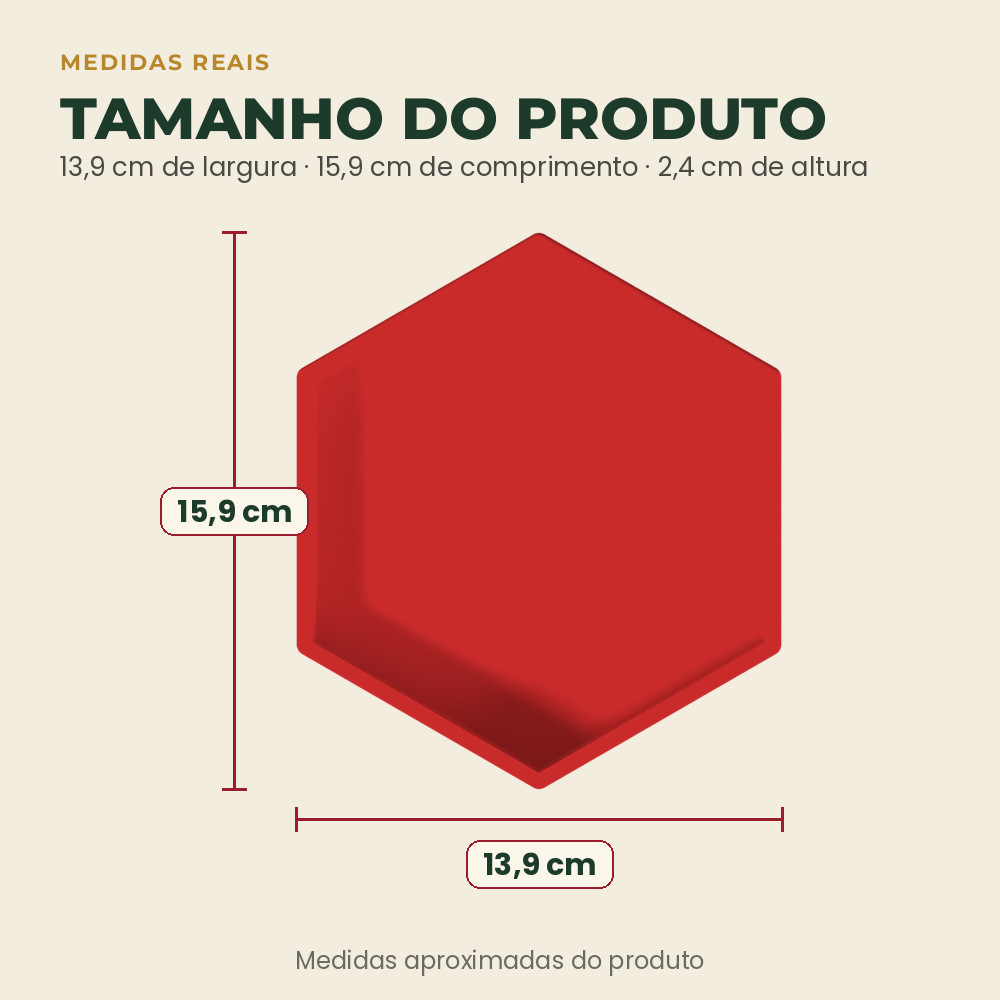 MEDIDAS REAIS
TAMANHO DO PRODUTO
13,9 cm de largura · 15,9 cm de comprimento · 2,4 cm de altura
15,9 cm
13,9 cm
Medidas aproximadas do produto